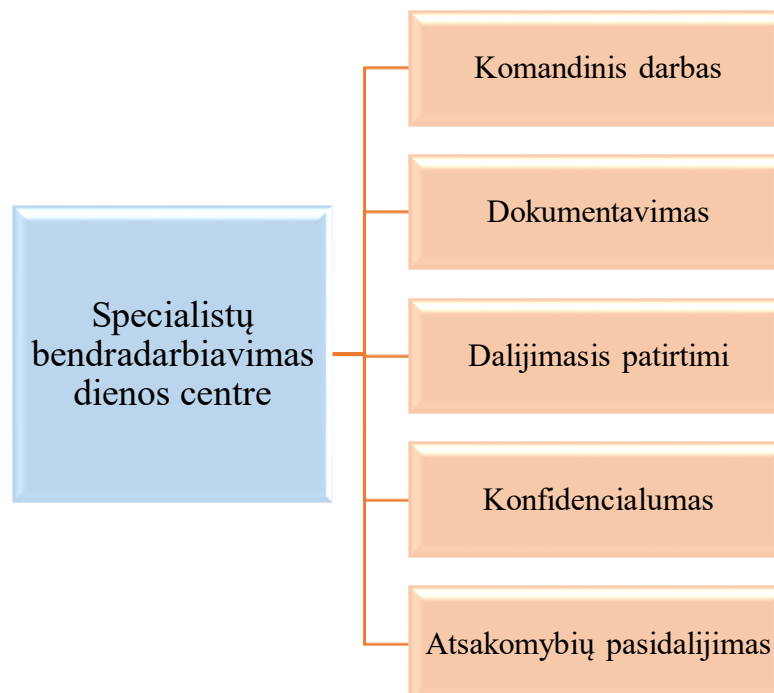 Komandinis darbas
Dokumentavimas
Specialistų
bendradarbiavimas
dienos centre
Dalijimasis patirtimi
Konfidencialumas
Atsakomybių pasidalijimas